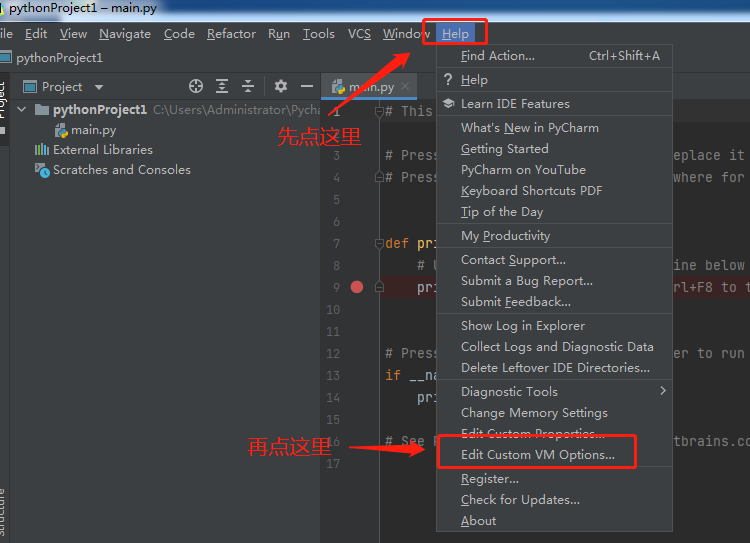 pythonProject1 – main.py
ile Edit View Navigate Code Refactor Run Tools VCS Window Help
pythonProject1
Project
main.py
Project
pythonProject1 C:\Users\Administrator\Pycha
main.py
External Libraries
Scratches and Consoles
Structure
1 # This
3 # Press eplace it
4 # Press where for
6
7 def pri
8 # U ine below
9 pri rl+F8 to t
10
11
12 # Press er to run
13 if __na
14 pri
16 # See P tbrains.co
17
Find Action... Ctrl+Shift+A
? Help
Learn IDE Features
What's New in PyCharm
Getting Started
PyCharm on YouTube
Keyboard Shortcuts PDF
Tip of the Day
My Productivity
Contact Support...
Submit a Bug Report...
Submit Feedback...
Show Log in Explorer
Collect Logs and Diagnostic Data
Delete Leftover IDE Directories...
Diagnostic Tools
Change Memory Settings
Edit Custom Properties...
Edit Custom VM Options...
Register...
Check for Updates...
About
先点这里
再点这里